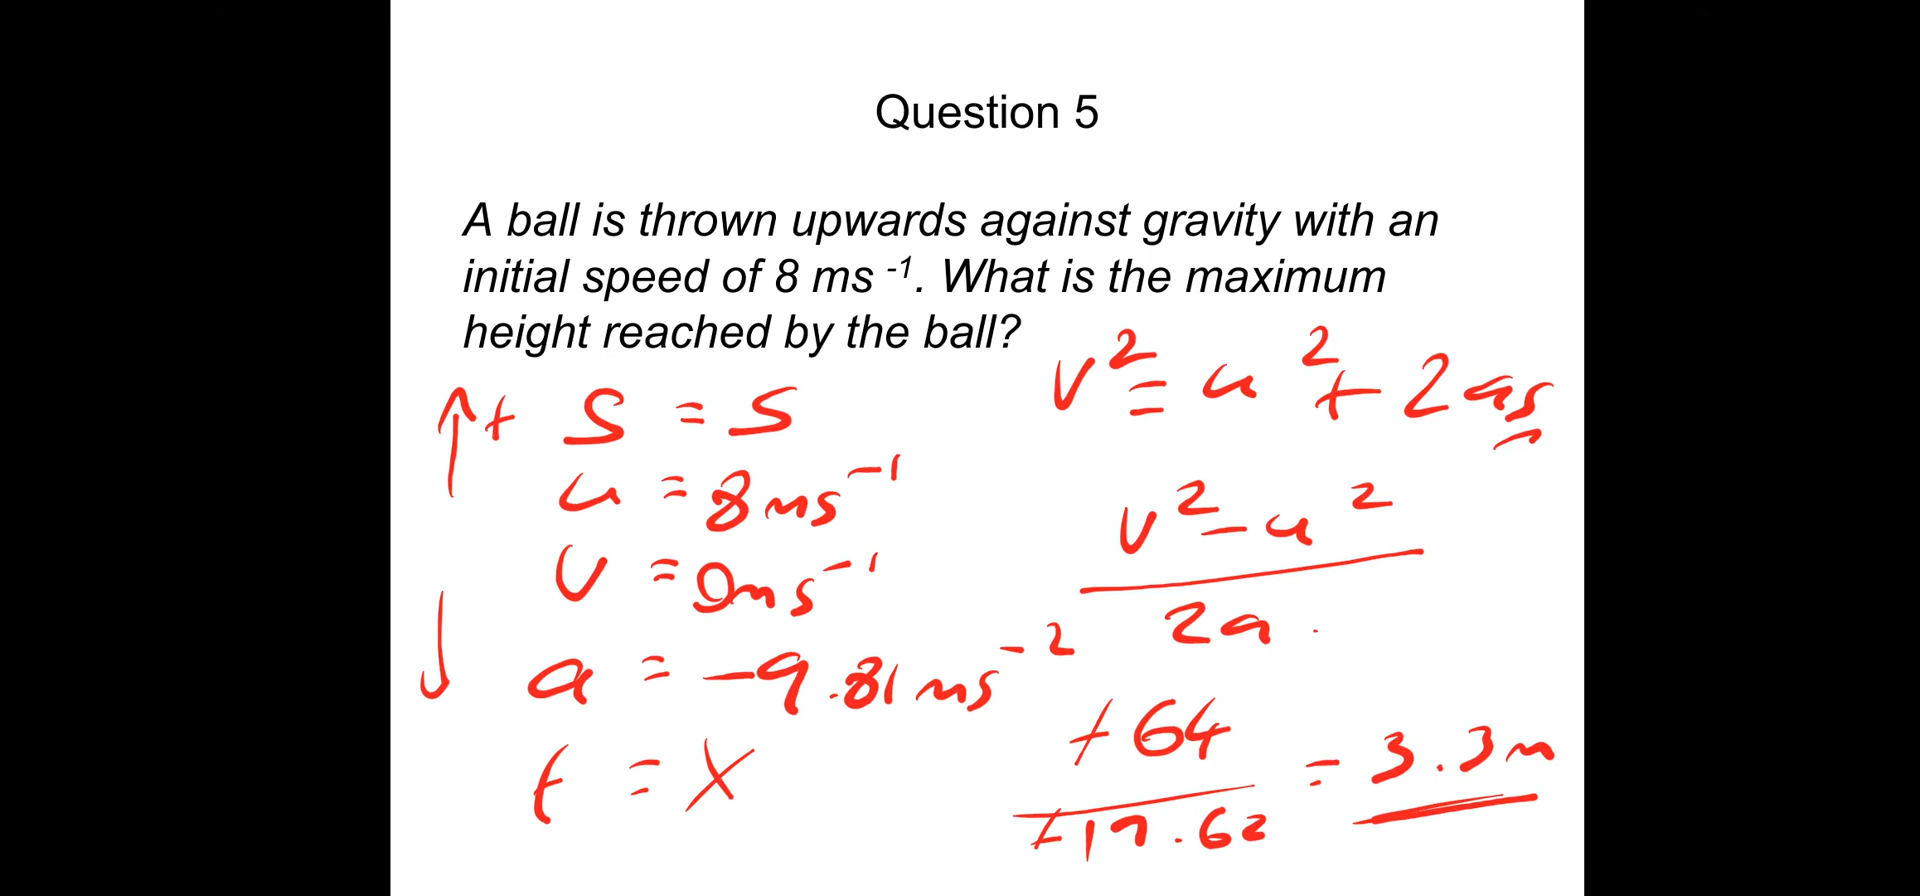 Question 5
A ball is thrown upwards against gravity with an
initial speed of 8 ms ⁻¹. What is the maximum
height reached by the ball?
↑+ S = S
u = 8ms⁻¹
v = 0ms⁻¹
↓ a = -9.81ms⁻²
t = X
v² = u² + 2as
v² - u²
2a
-64
-19.62
= 3.3m